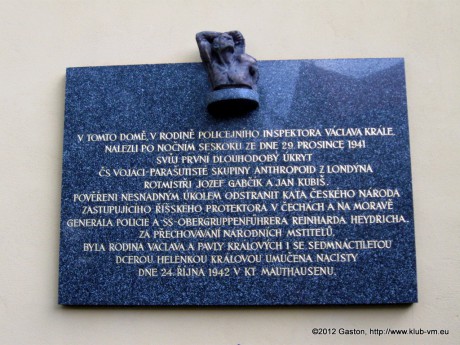 V TOMTO DOMĚ, V RODINĚ POLICEJNÍHO INSPEKTORA VÁCLAVA KRÁLE,
NALEZLI PO NOČNÍM SESKOKU ZE DNE 29. PROSINCE 1941
SVŮJ PRVNÍ DLOUHODOBÝ ÚKRYT
ČS VOJÁCI-PARAŠUTISTÉ SKUPINY ANTHROPOID Z LONDÝNA
ROTMISTŘI JOZEF GABČÍK A JAN KUBIŠ.
POVĚŘENI NESNADNÝM ÚKOLEM ODSTRANIT KATA ČESKÉHO NÁRODA
ZASTUPUJÍCÍHO ŘÍŠSKÉHO PROTEKTORA V ČECHÁCH A NA MORAVĚ
GENERÁLA POLICIE A SS-OBERGRUPPENFÜHRERA REINHARDA HEYDRICHA.
ZA PŘECHOVÁVÁNÍ NÁRODNÍCH MSTITELŮ,
BYLA RODINA VÁCLAVA A PAVLY KRÁLOVÝCH I SE SEDMNÁCTILETOU
DCEROU HELENKOU KRÁLOVOU UMUČENA NACISTY
DNE 24. ŘÍJNA 1942 V KT MAUTHAUSENU.
©2012 Gaston, http://www.klub-vm.eu